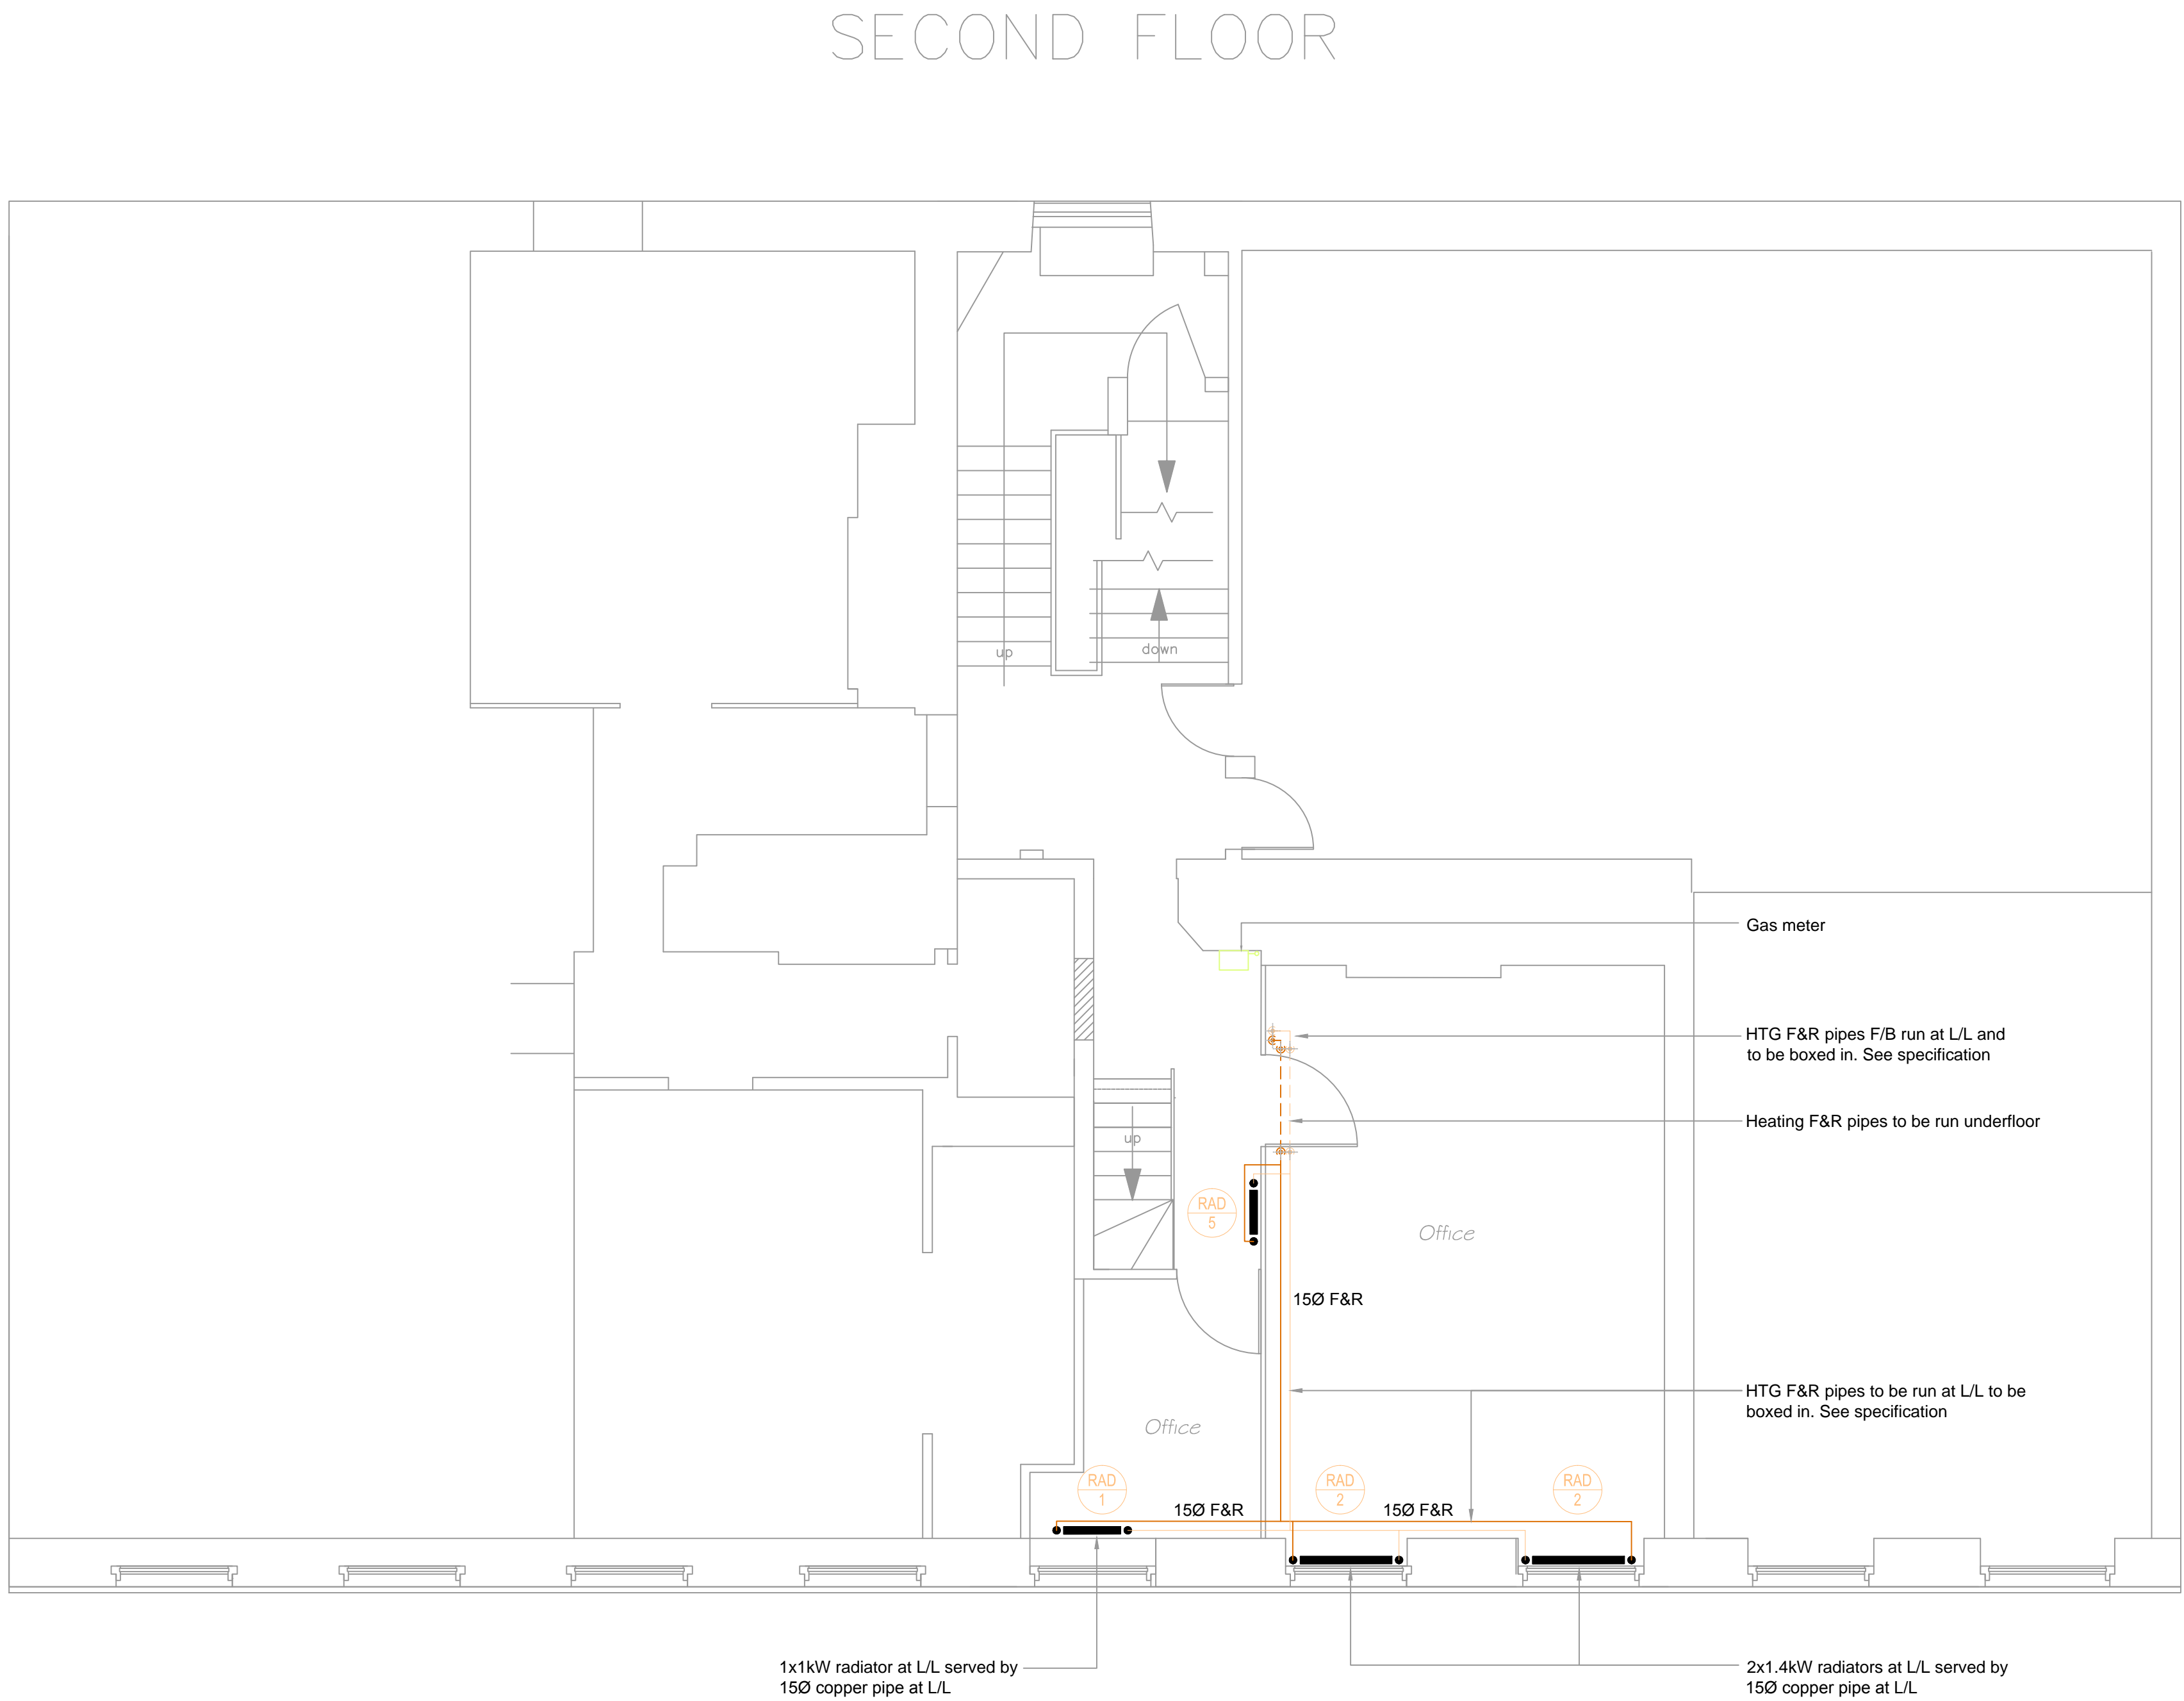 SECOND FLOOR
up
down
Gas meter
HTG F&R pipes F/B run at L/L and
to be boxed in. See specification
Heating F&R pipes to be run underfloor
up
RAD
5
Office
15Ø F&R
HTG F&R pipes to be run at L/L to be
boxed in. See specification
Office
RAD
1
RAD
2
RAD
2
15Ø F&R
15Ø F&R
1x1kW radiator at L/L served by
15Ø copper pipe at L/L
2x1.4kW radiators at L/L served by
15Ø copper pipe at L/L